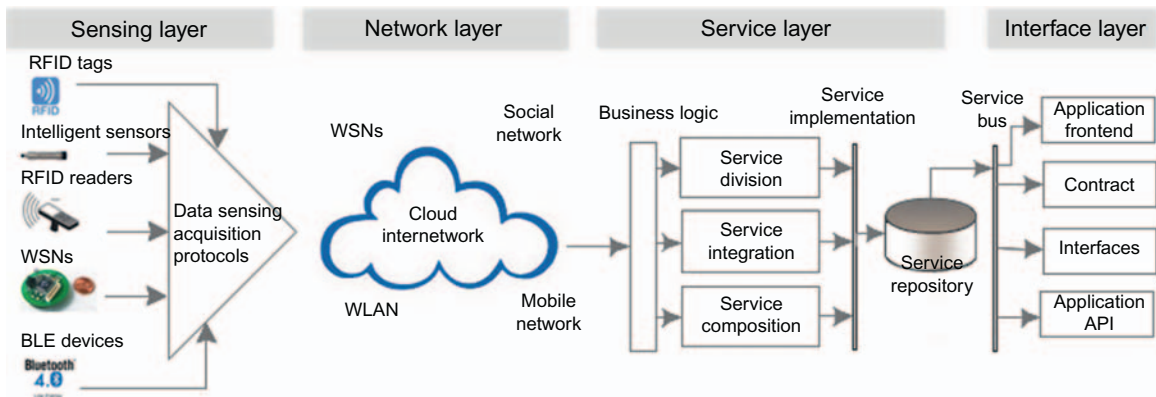 Sensing layer
Network layer
Service layer
Interface layer
RFID tags
RFID
Intelligent sensors
RFID readers
WSNs
BLE devices
Bluetooth
4.0
Data sensing
acquisition
protocols
WSNs
Social
network
Cloud
internetwork
WLAN
Mobile
network
Business logic
Service
division
Service
integration
Service
composition
Service
implementation
Service
repository
Service
bus
Application
frontend
Contract
Interfaces
Application
API